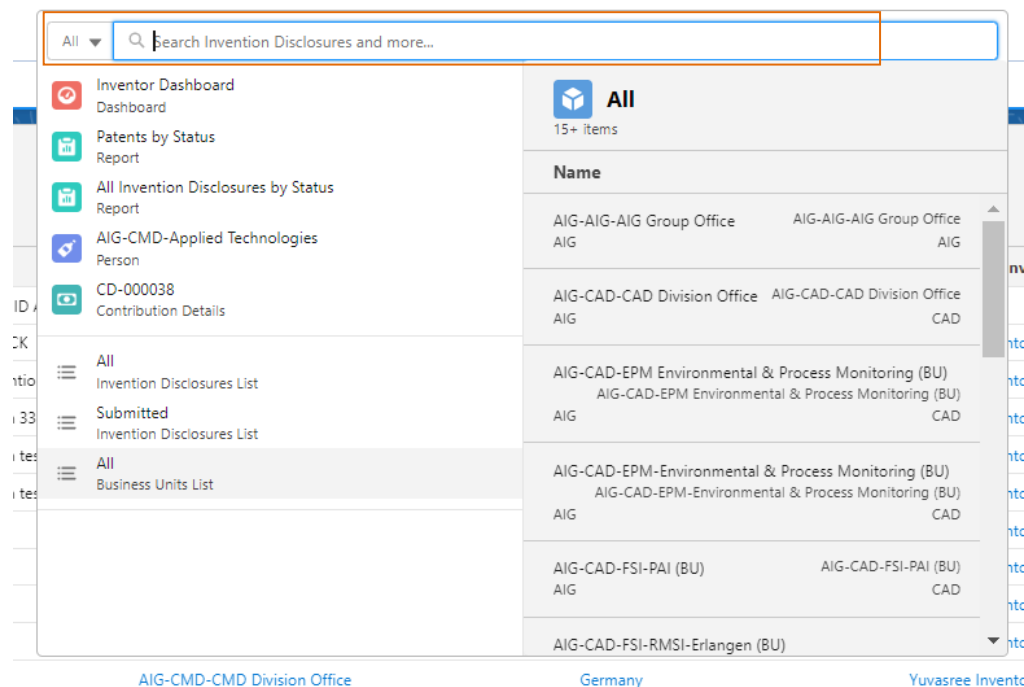 All
Search Invention Disclosures and more...
Inventor Dashboard
Dashboard
Patents by Status
Report
All Invention Disclosures by Status
Report
AIG-CMD-Applied Technologies
Person
CD-000038
Contribution Details
All
Invention Disclosures List
Submitted
Invention Disclosures List
All
Business Units List
All
15+ items
Name
AIG-AIG-AIG Group Office AIG-AIG-AIG Group Office
AIG AIG
AIG-CAD-CAD Division Office AIG-CAD-CAD Division Office
AIG CAD
AIG-CAD-EPM Environmental & Process Monitoring (BU)
AIG-CAD-EPM Environmental & Process Monitoring (BU)
AIG CAD
AIG-CAD-EPM-Environmental & Process Monitoring (BU)
AIG-CAD-EPM-Environmental & Process Monitoring (BU)
AIG CAD
AIG-CAD-FSI-PAI (BU) AIG-CAD-FSI-PAI (BU)
AIG CAD
AIG-CAD-FSI-RMSI-Erlangen (BU)
AIG-CMD-CMD Division Office Germany Yuvasree Invento